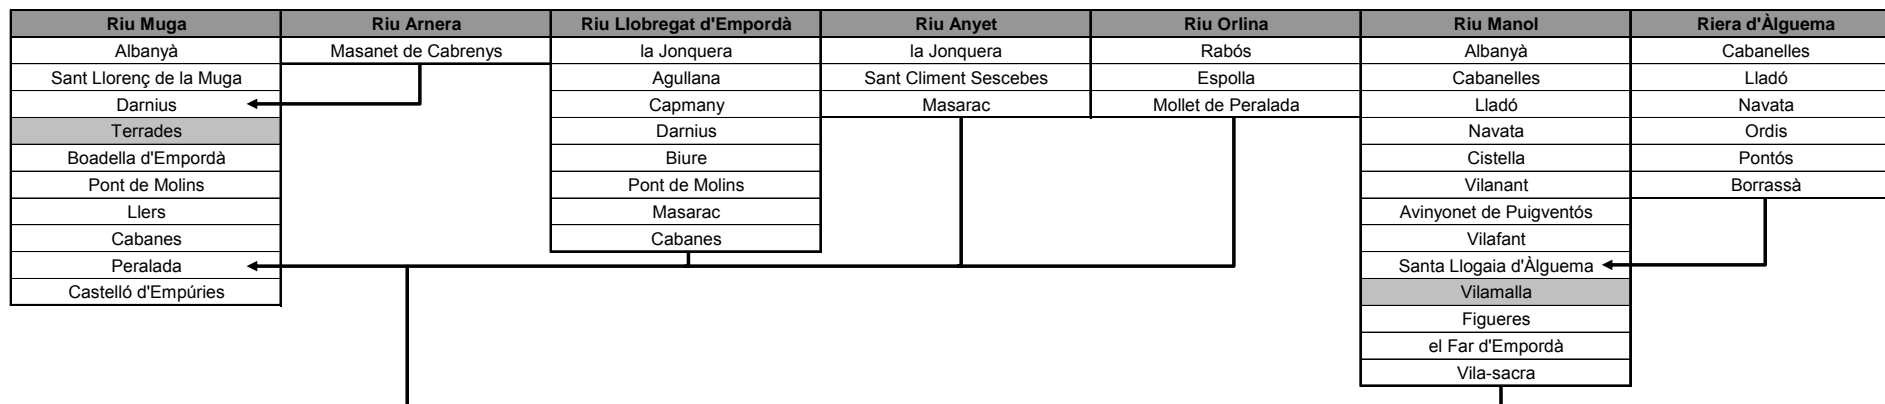 Riu Muga Riu Arnera Riu Llobregat d'Empordà Riu Anyet Riu Orlina Riu Manol Riera d'Àlguema
Albanyà Masanet de Cabrenys la Jonquera la Jonquera Rabós Albanyà Cabanelles
Sant Llorenç de la Muga Agullana Sant Climent Sescebes Espolla Cabanelles Lladó
Darnius Capmany Masarac Mollet de Peralada Lladó Navata
Terrades Darnius Navata Ordis
Boadella d'Empordà Biure Cistella Pontós
Pont de Molins Pont de Molins Vilanant Borrassà
Llers Masarac Avinyonet de Puigventós
Cabanes Cabanes Vilafant
Peralada Santa Llogaia d'Àlguema
Castelló d'Empúries Vilamalla
Figueres
el Far d'Empordà
Vila-sacra